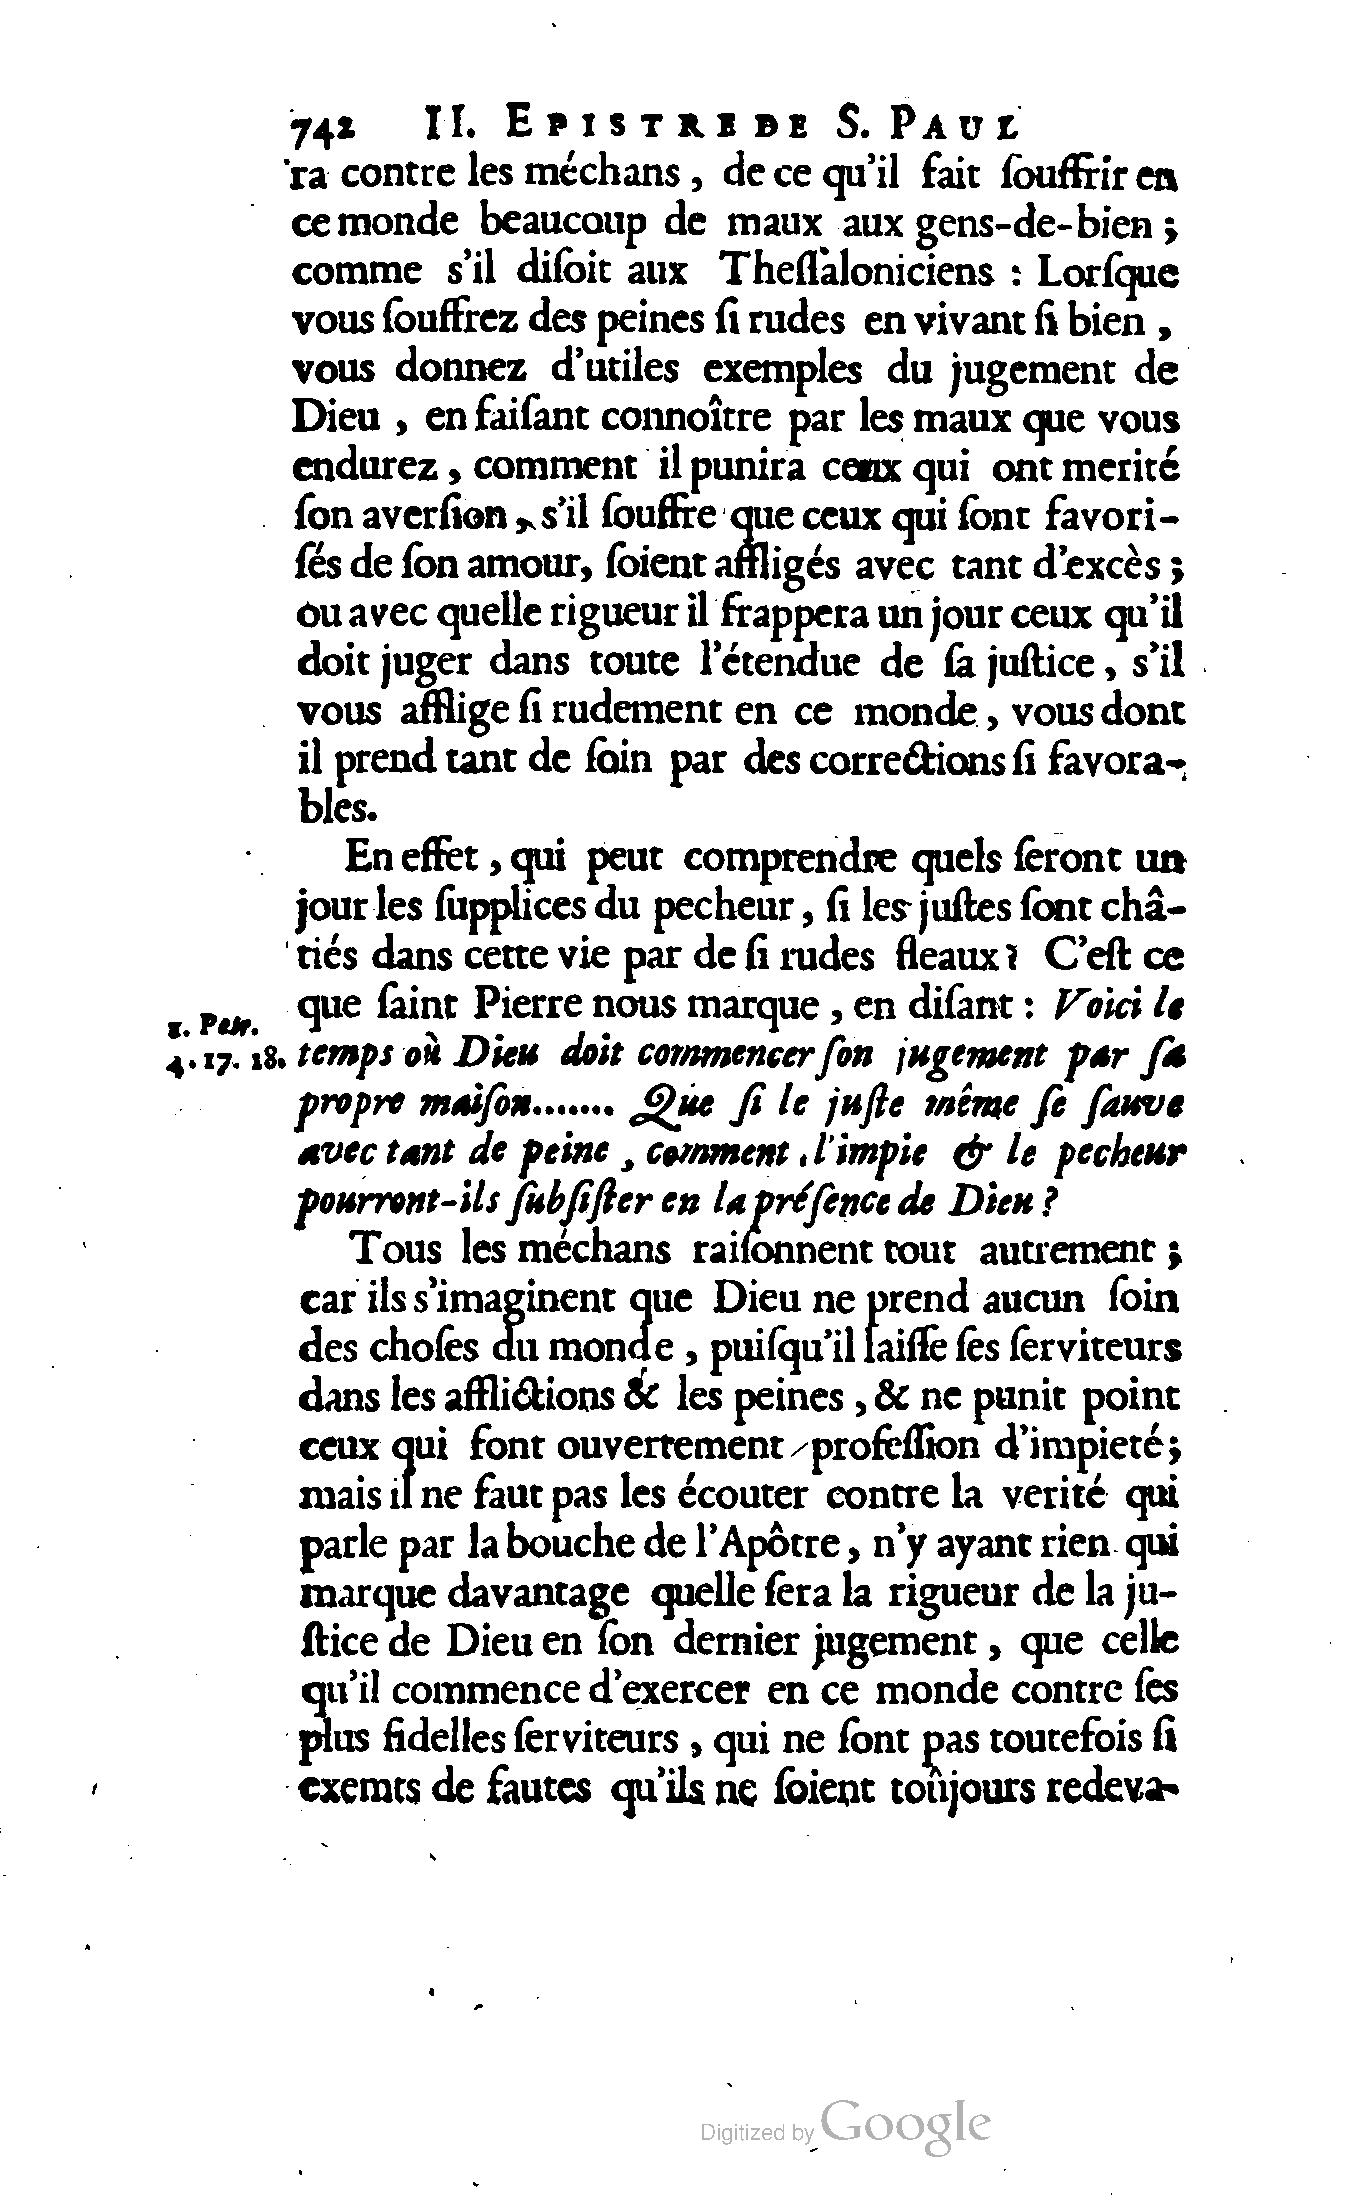 742 II. EPISTRE DE S. PAUL
ra contre les méchans, de ce qu'il fait ſouffrir en
ce monde beaucoup de maux aux gens-de-bien ;
comme s'il diſoit aux Theſſaloniciens : Lorſque
vous ſouffrez des peines ſi rudes en vivant ſi bien ,
vous donnez d'utiles exemples du jugement de
Dieu , en faiſant connoître par les maux que vous
endurez , comment il punira ceux qui ont merité
ſon averſion , s'il ſouffre que ceux qui ſont favori-
ſés de ſon amour, ſoient affligés avec tant d'excès ;
ou avec quelle rigueur il frappera un jour ceux qu'il
doit juger dans toute l'étendue de ſa juſtice , s'il
vous afflige ſi rudement en ce monde , vous dont
il prend tant de ſoin par des corrections ſi favora-
bles.
En effet , qui peut comprendre quels ſeront un
jour les ſupplices du pecheur , ſi les juſtes ſont châ-
tiés dans cette vie par de ſi rudes fleaux ? C'eſt ce
que ſaint Pierre nous marque , en diſant : Voici le
1. Petr.
4. 17. 18. temps où Dieu doit commencer ſon jugement par ſa
propre maiſon....... Que ſi le juſte même ſe ſauve
avec tant de peine , comment l'impie & le pecheur
pourront-ils ſubſiſter en la préſence de Dieu ?
Tous les méchans raiſonnent tout autrement ;
car ils s'imaginent que Dieu ne prend aucun ſoin
des choſes du monde , puiſqu'il laiſſe ſes ſerviteurs
dans les afflictions & les peines , & ne punit point
ceux qui font ouvertement profeſſion d'impieté ;
mais il ne faut pas les écouter contre la verité qui
parle par la bouche de l'Apôtre , n'y ayant rien qui
marque davantage quelle ſera la rigueur de la ju-
ſtice de Dieu en ſon dernier jugement , que celle
qu'il commence d'exercer en ce monde contre ſes
plus fidelles ſerviteurs , qui ne ſont pas toutefois ſi
exemts de fautes qu'ils ne ſoient toûjours redeva-
Digitized by Google